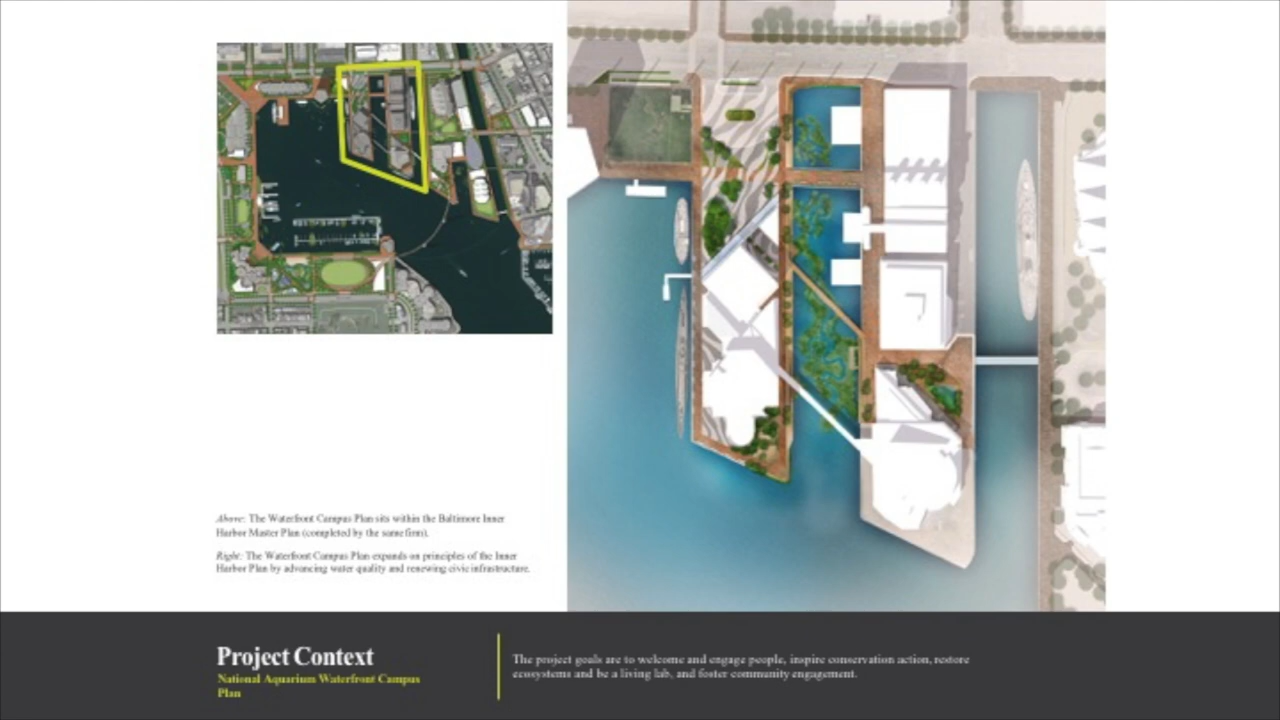 Above: The Waterfront Campus Plan sits within the Baltimore Inner
Harbor Master Plan (completed by the same firm).
Right: The Waterfront Campus Plan expands on principles of the Inner
Harbor Plan by advancing water quality and renewing civic infrastructure.
Project Context
National Aquarium Waterfront Campus
Plan
The project goals are to welcome and engage people, inspire conservation action, restore
ecosystems and be a living lab, and foster community engagement.